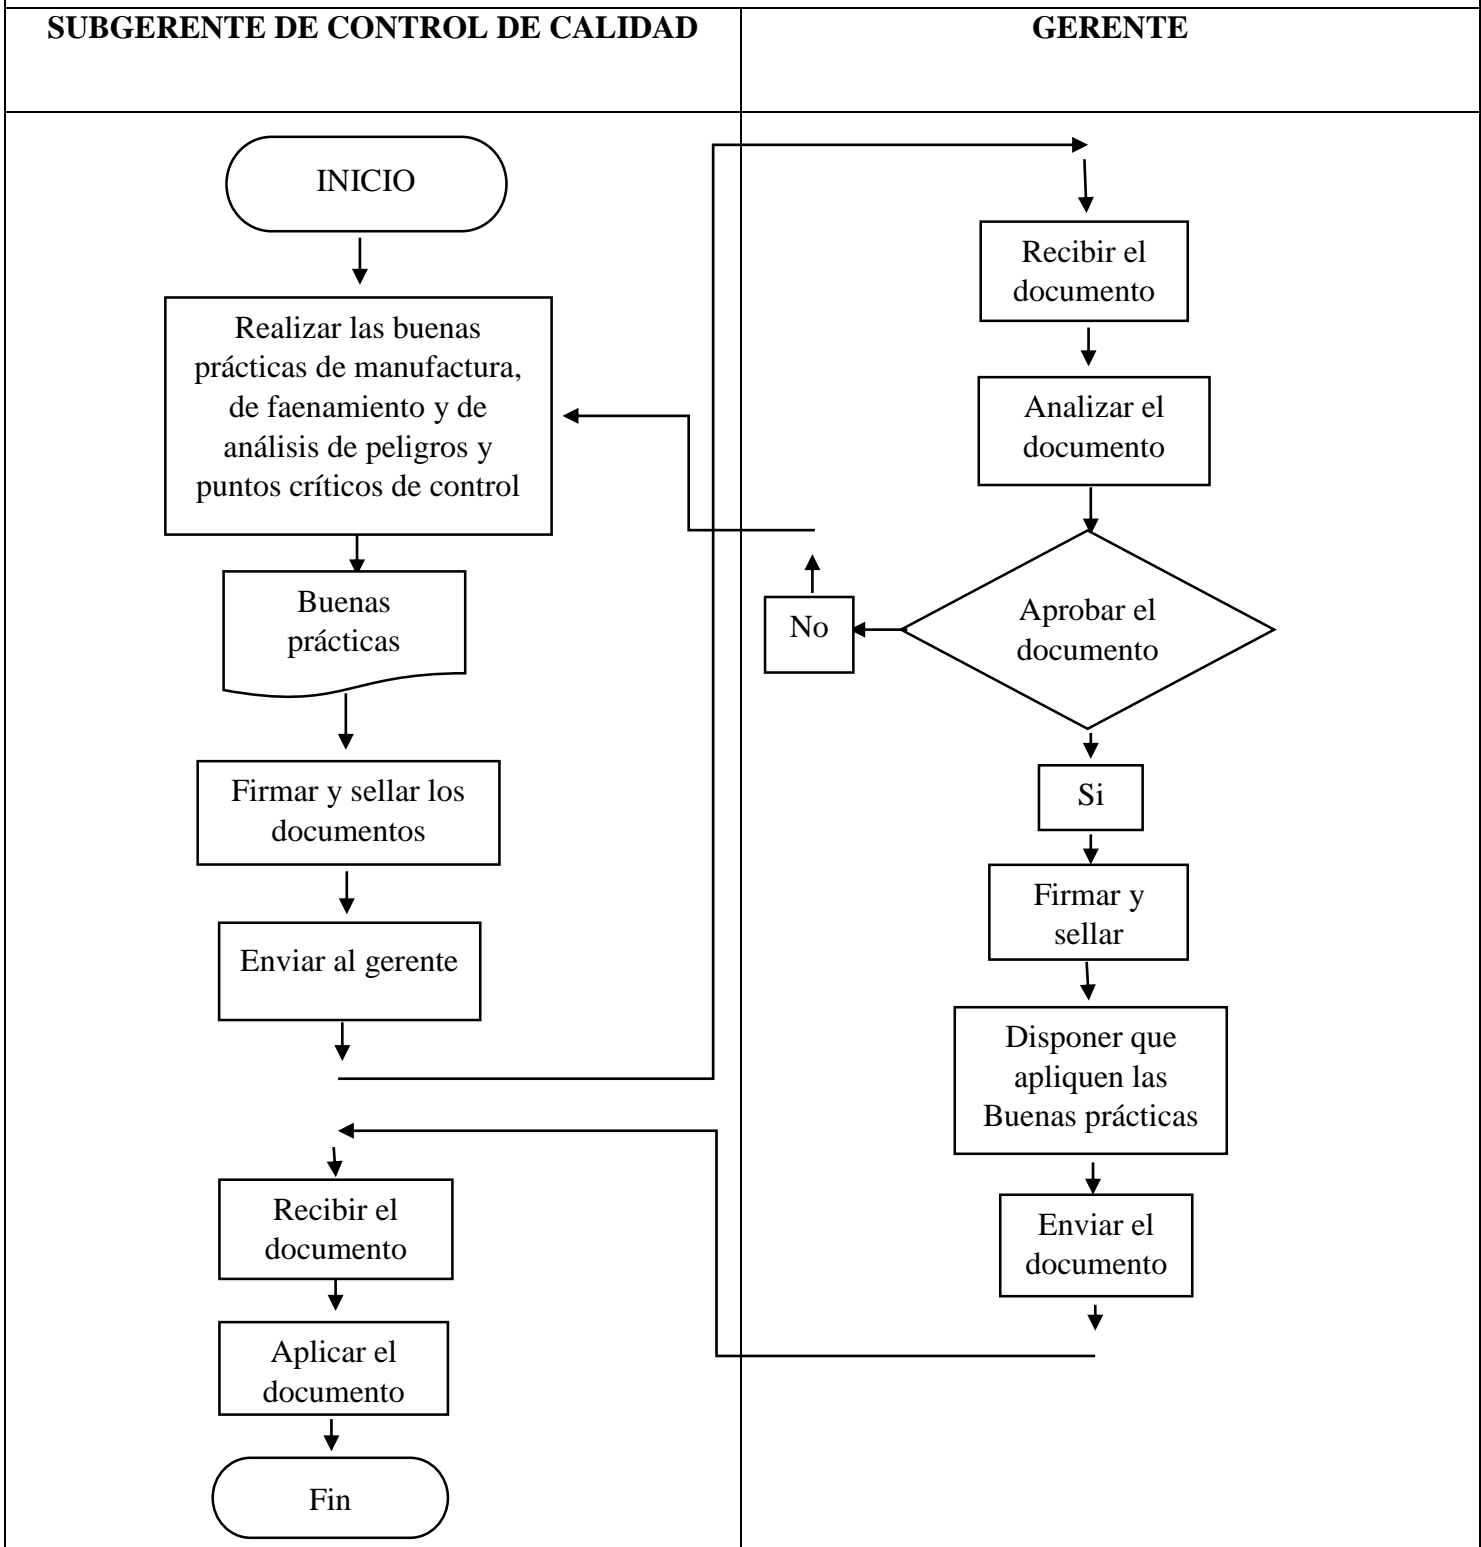 SUBGERENTE DE CONTROL DE CALIDAD
GERENTE
INICIO
Realizar las buenas
prácticas de manufactura,
de faenamiento y de
análisis de peligros y
puntos críticos de control
Buenas
prácticas
Firmar y sellar los
documentos
Enviar al gerente
Recibir el
documento
Analizar el
documento
Aprobar el
documento
No
Si
Firmar y
sellar
Disponer que
apliquen las
Buenas prácticas
Enviar el
documento
Recibir el
documento
Aplicar el
documento
Fin